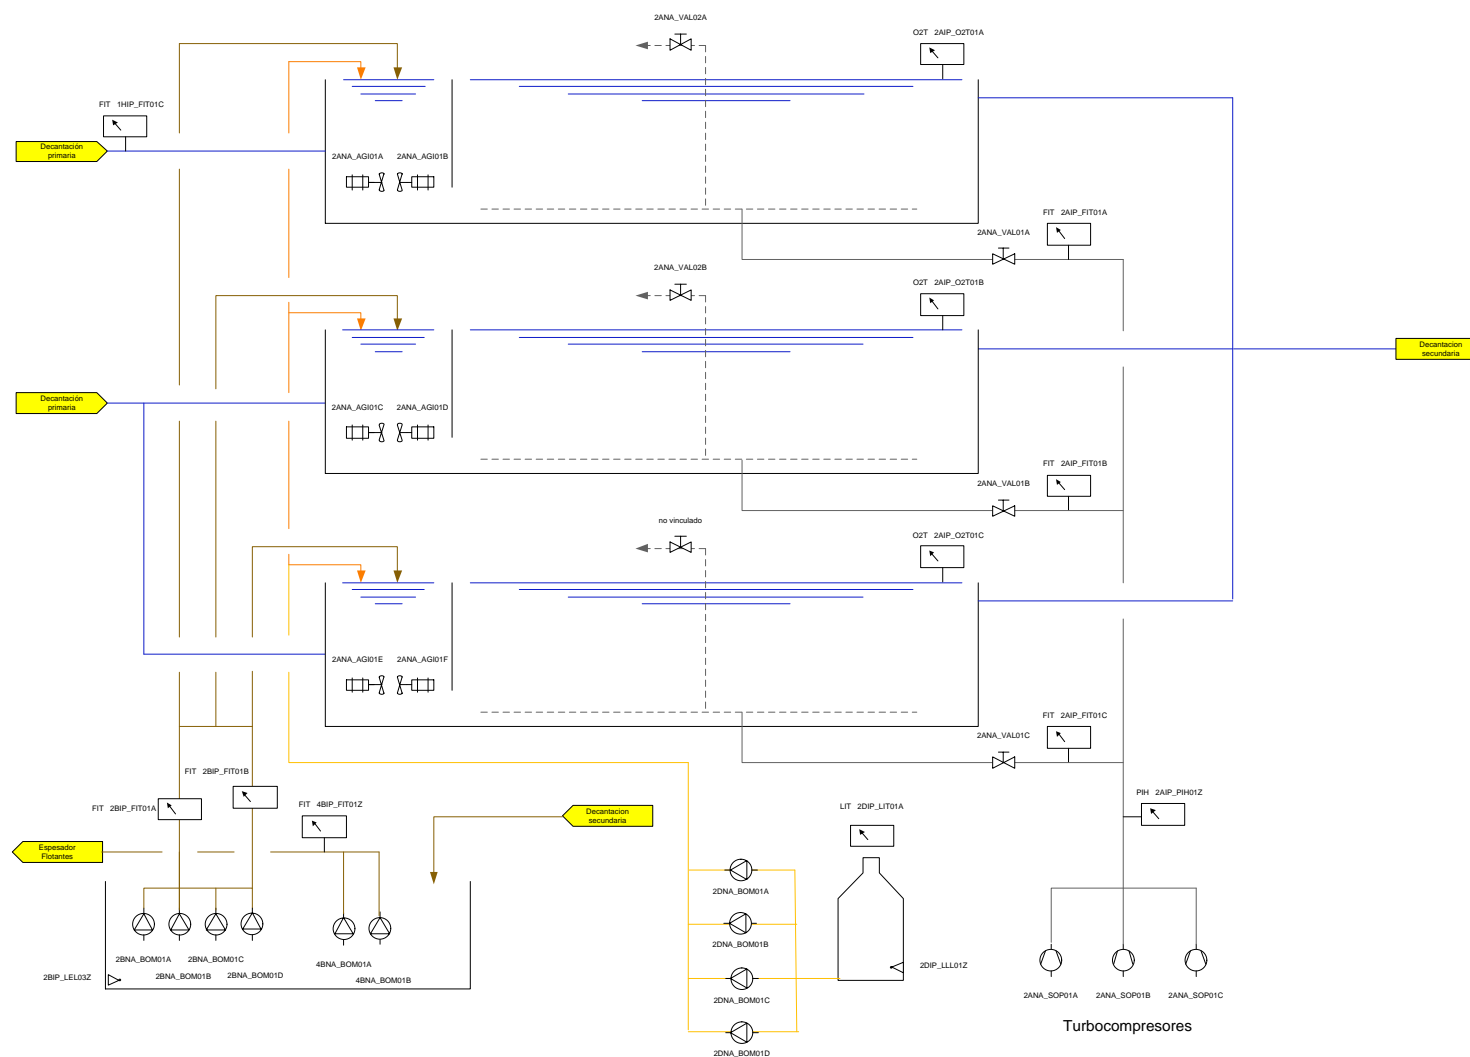 2ANA_VAL02A
O2T 2AIP_O2T01A
FIT 1HIP_FIT01C
Decantación
primaria
2ANA_AGI01A 2ANA_AGI01B
FIT 2AIP_FIT01A
2ANA_VAL01A
2ANA_VAL02B
O2T 2AIP_O2T01B
Decantacion
secundaria
Decantación
primaria
2ANA_AGI01C 2ANA_AGI01D
FIT 2AIP_FIT01B
2ANA_VAL01B
no vinculado
O2T 2AIP_O2T01C
2ANA_AGI01E 2ANA_AGI01F
FIT 2AIP_FIT01C
2ANA_VAL01C
FIT 2BIP_FIT01B
FIT 2BIP_FIT01A
FIT 4BIP_FIT01Z
Decantacion
secundaria
LIT 2DIP_LIT01A
PIH 2AIP_PIH01Z
Espesador
Flotantes
2DNA_BOM01A
2DNA_BOM01B
2BNA_BOM01A
2BNA_BOM01B
2BNA_BOM01C
2BNA_BOM01D
4BNA_BOM01A
4BNA_BOM01B
2BIP_LEL03Z
2DIP_LLL01Z
2DNA_BOM01C
2ANA_SOP01A
2ANA_SOP01B
2ANA_SOP01C
Turbocompresores
2DNA_BOM01D